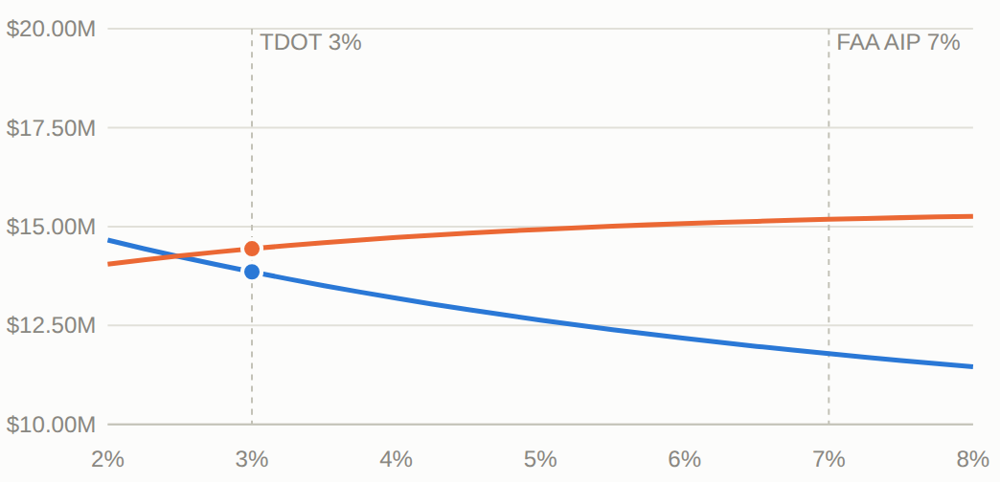 $20.00M
TDOT 3%
FAA AIP 7%
$17.50M
$15.00M
$12.50M
$10.00M
2% 3% 4% 5% 6% 7% 8%